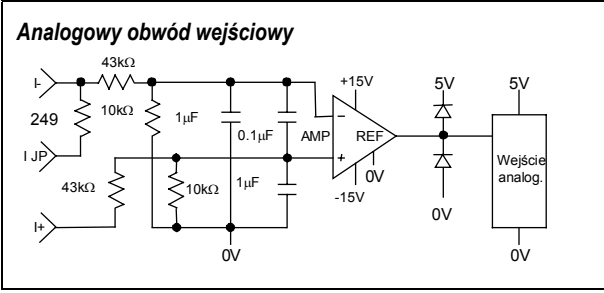 Analogowy obwód wejściowy
43kΩ
I-
249
10kΩ
1μF
0.1μF
AMP
+15V
−
REF
+
0V
-15V
5V
0V
5V
Wejście
analog.
0V
I JP
43kΩ
10kΩ
1μF
I+
0V